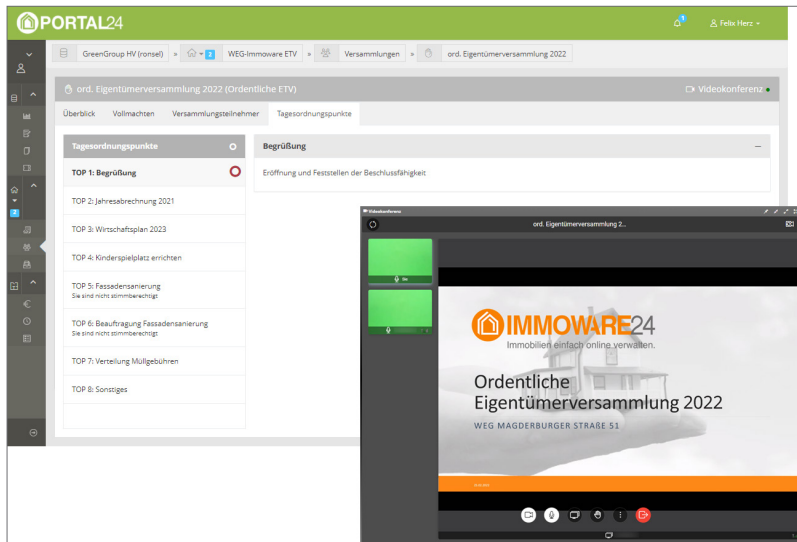 PORTAL24
1
Felix Herz
GreenGroup HV (ronsel) » 2 WEG-Immoware ETV » Versammlungen » ord. Eigentümerversammlung 2022
ord. Eigentümerversammlung 2022 (Ordentliche ETV)
Videokonferenz
Überblick Vollmachten Versammlungsteilnehmer Tagesordnungspunkte
Tagesordnungspunkte
Begrüßung
TOP 1: Begrüßung
Eröffnung und Feststellen der Beschlussfähigkeit
TOP 2: Jahresabrechnung 2021
TOP 3: Wirtschaftsplan 2023
TOP 4: Kinderspielplatz errichten
TOP 5: Fassadensanierung
Sie sind nicht stimmberechtigt
TOP 6: Beauftragung Fassadensanierung
Sie sind nicht stimmberechtigt
TOP 7: Verteilung Müllgebühren
TOP 8: Sonstiges
2
Videokonferenz
ord. Eigentümerversammlung 2...
Sie
IMMOWARE24
Immobilien einfach online verwalten.
Ordentliche
Eigentümerversammlung 2022
WEG MAGDERBURGER STRAßE 51